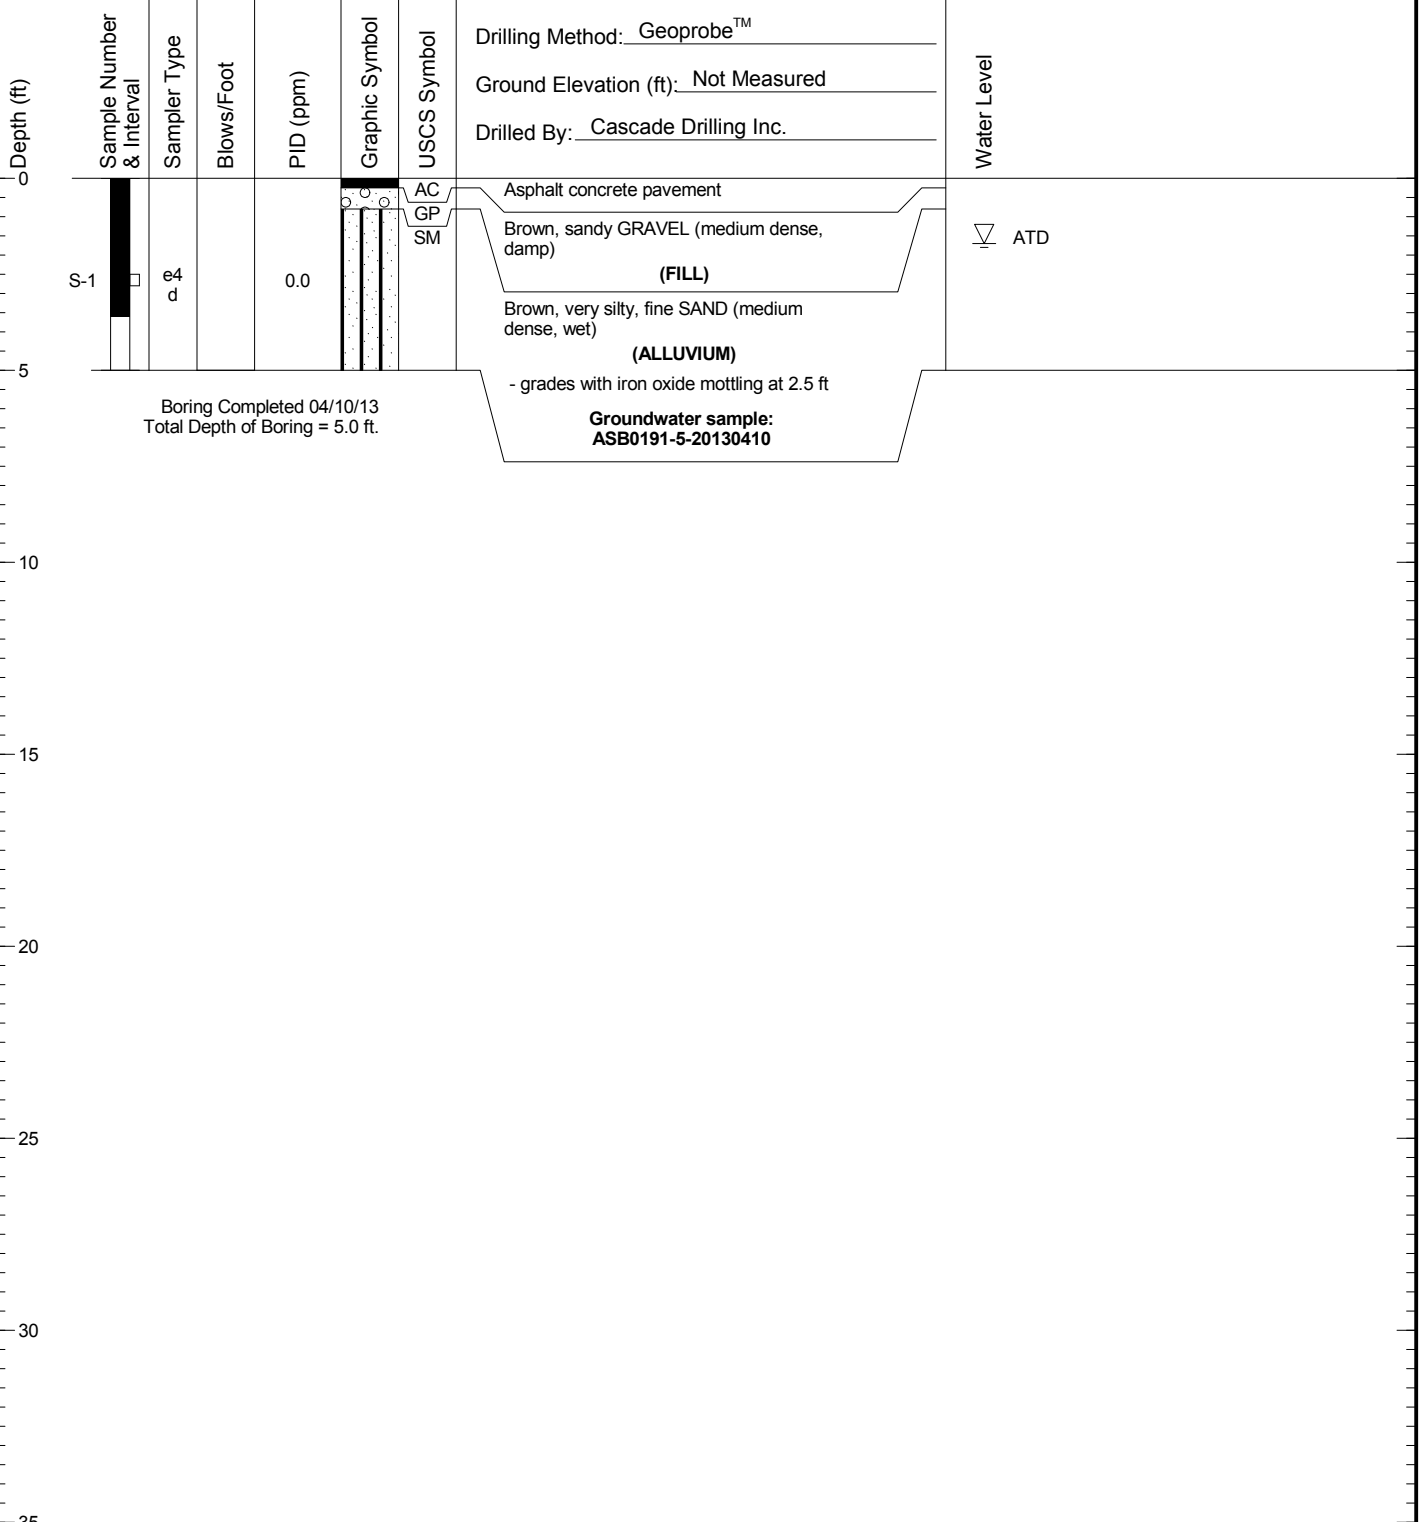 Depth (ft)
Sample Number
& Interval
Sampler Type
Blows/Foot
PID (ppm)
Graphic Symbol
USCS Symbol
Drilling Method: Geoprobe™
Ground Elevation (ft): Not Measured
Drilled By: Cascade Drilling Inc.
Water Level
0
AC
Asphalt concrete pavement
GP
Brown, sandy GRAVEL (medium dense,
damp)
(FILL)
SM
ATD
S-1
e4
d
0.0
Brown, very silty, fine SAND (medium
dense, wet)
(ALLUVIUM)
- grades with iron oxide mottling at 2.5 ft
Groundwater sample:
ASB0191-5-20130410
5
Boring Completed 04/10/13
Total Depth of Boring = 5.0 ft.
10
15
20
25
30
35